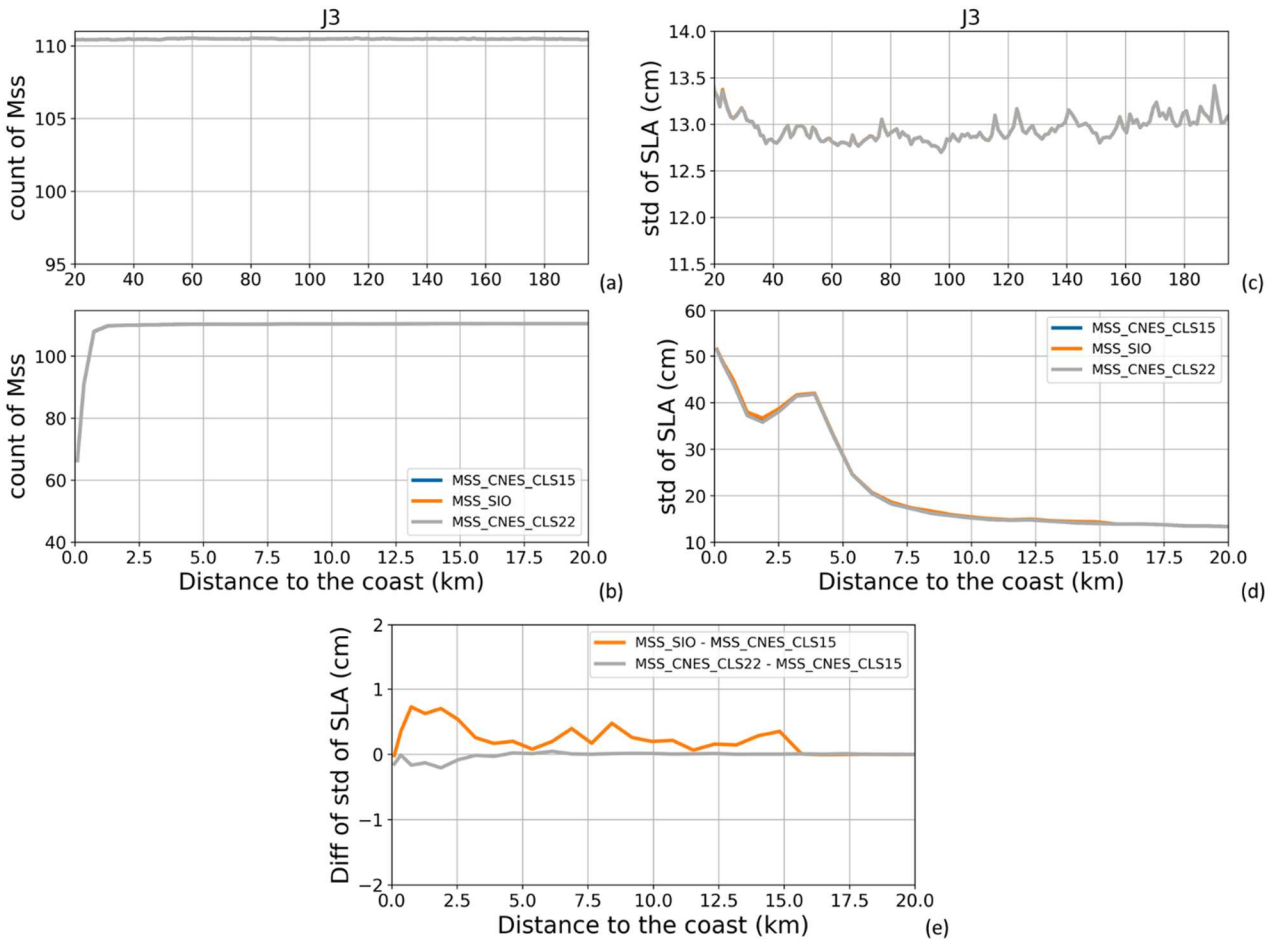 J3
count of Mss
110
105
100
95
20 40 60 80 100 120 140 160 180
(a)
J3
std of SLA (cm)
14.0
13.5
13.0
12.5
12.0
11.5
20 40 60 80 100 120 140 160 180
(c)
count of Mss
100
80
60
40
MSS_CNES_CLS15
MSS_SIO
MSS_CNES_CLS22
0.0 2.5 5.0 7.5 10.0 12.5 15.0 17.5 20.0
Distance to the coast (km)
(b)
std of SLA (cm)
60
50
40
30
20
10
MSS_CNES_CLS15
MSS_SIO
MSS_CNES_CLS22
0.0 2.5 5.0 7.5 10.0 12.5 15.0 17.5 20.0
Distance to the coast (km)
(d)
Diff of std of SLA (cm)
2
1
0
−1
−2
MSS_SIO - MSS_CNES_CLS15
MSS_CNES_CLS22 - MSS_CNES_CLS15
0.0 2.5 5.0 7.5 10.0 12.5 15.0 17.5 20.0
Distance to the coast (km)
(e)